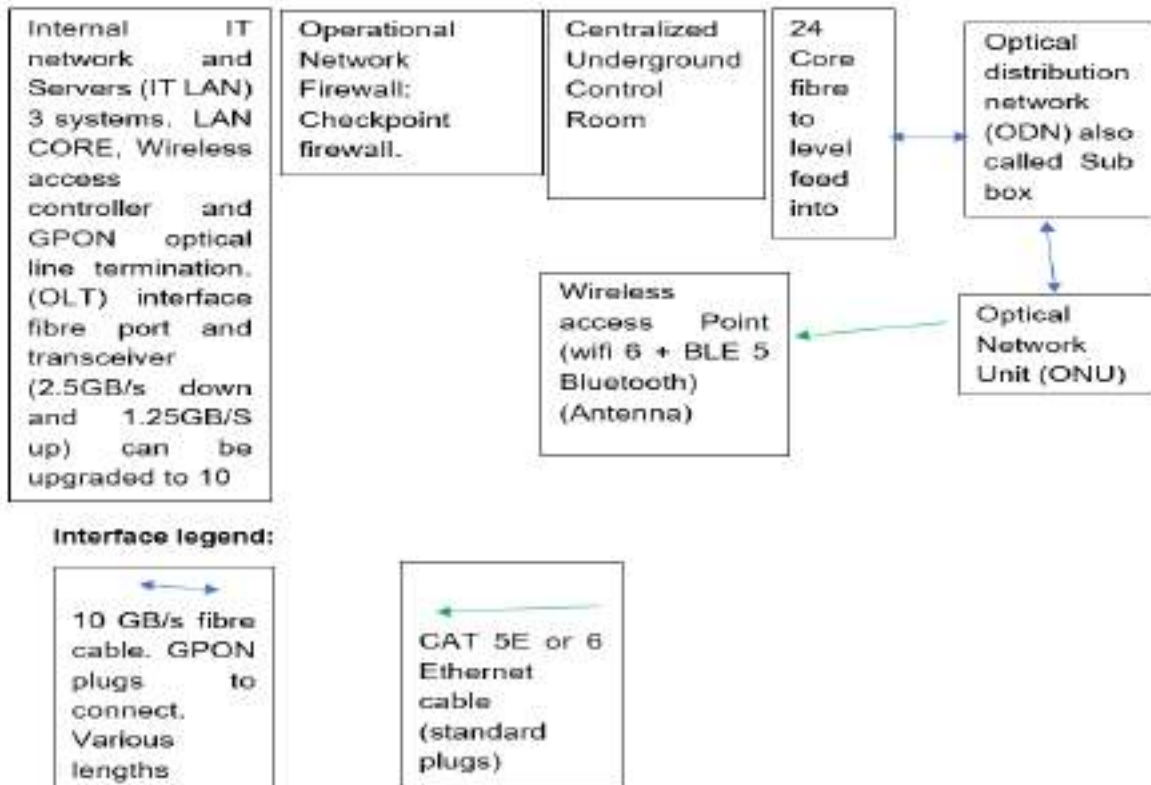 Internal IT
network and
Servers (IT LAN)
3 systems. LAN
CORE, Wireless
access
controller and
GPON optical
line termination.
(OLT) interface
fibre port and
transceiver
(2.5GB/s down
and 1.25GB/S
up) can be
upgraded to 10
Operational
Network
Firewall:
Checkpoint
firewall.
Centralized
Underground
Control
Room
24
Core
fibre
to
level
feed
into
Optical
distribution
network
(ODN) also
called Sub
box
Wireless
access Point
(wifi 6 + BLE 5
Bluetooth)
(Antenna)
Optical
Network
Unit (ONU)
Interface legend:
10 GB/s fibre
cable. GPON
plugs to
connect.
Various
lengths
CAT 5E or 6
Ethernet
cable
(standard
plugs)